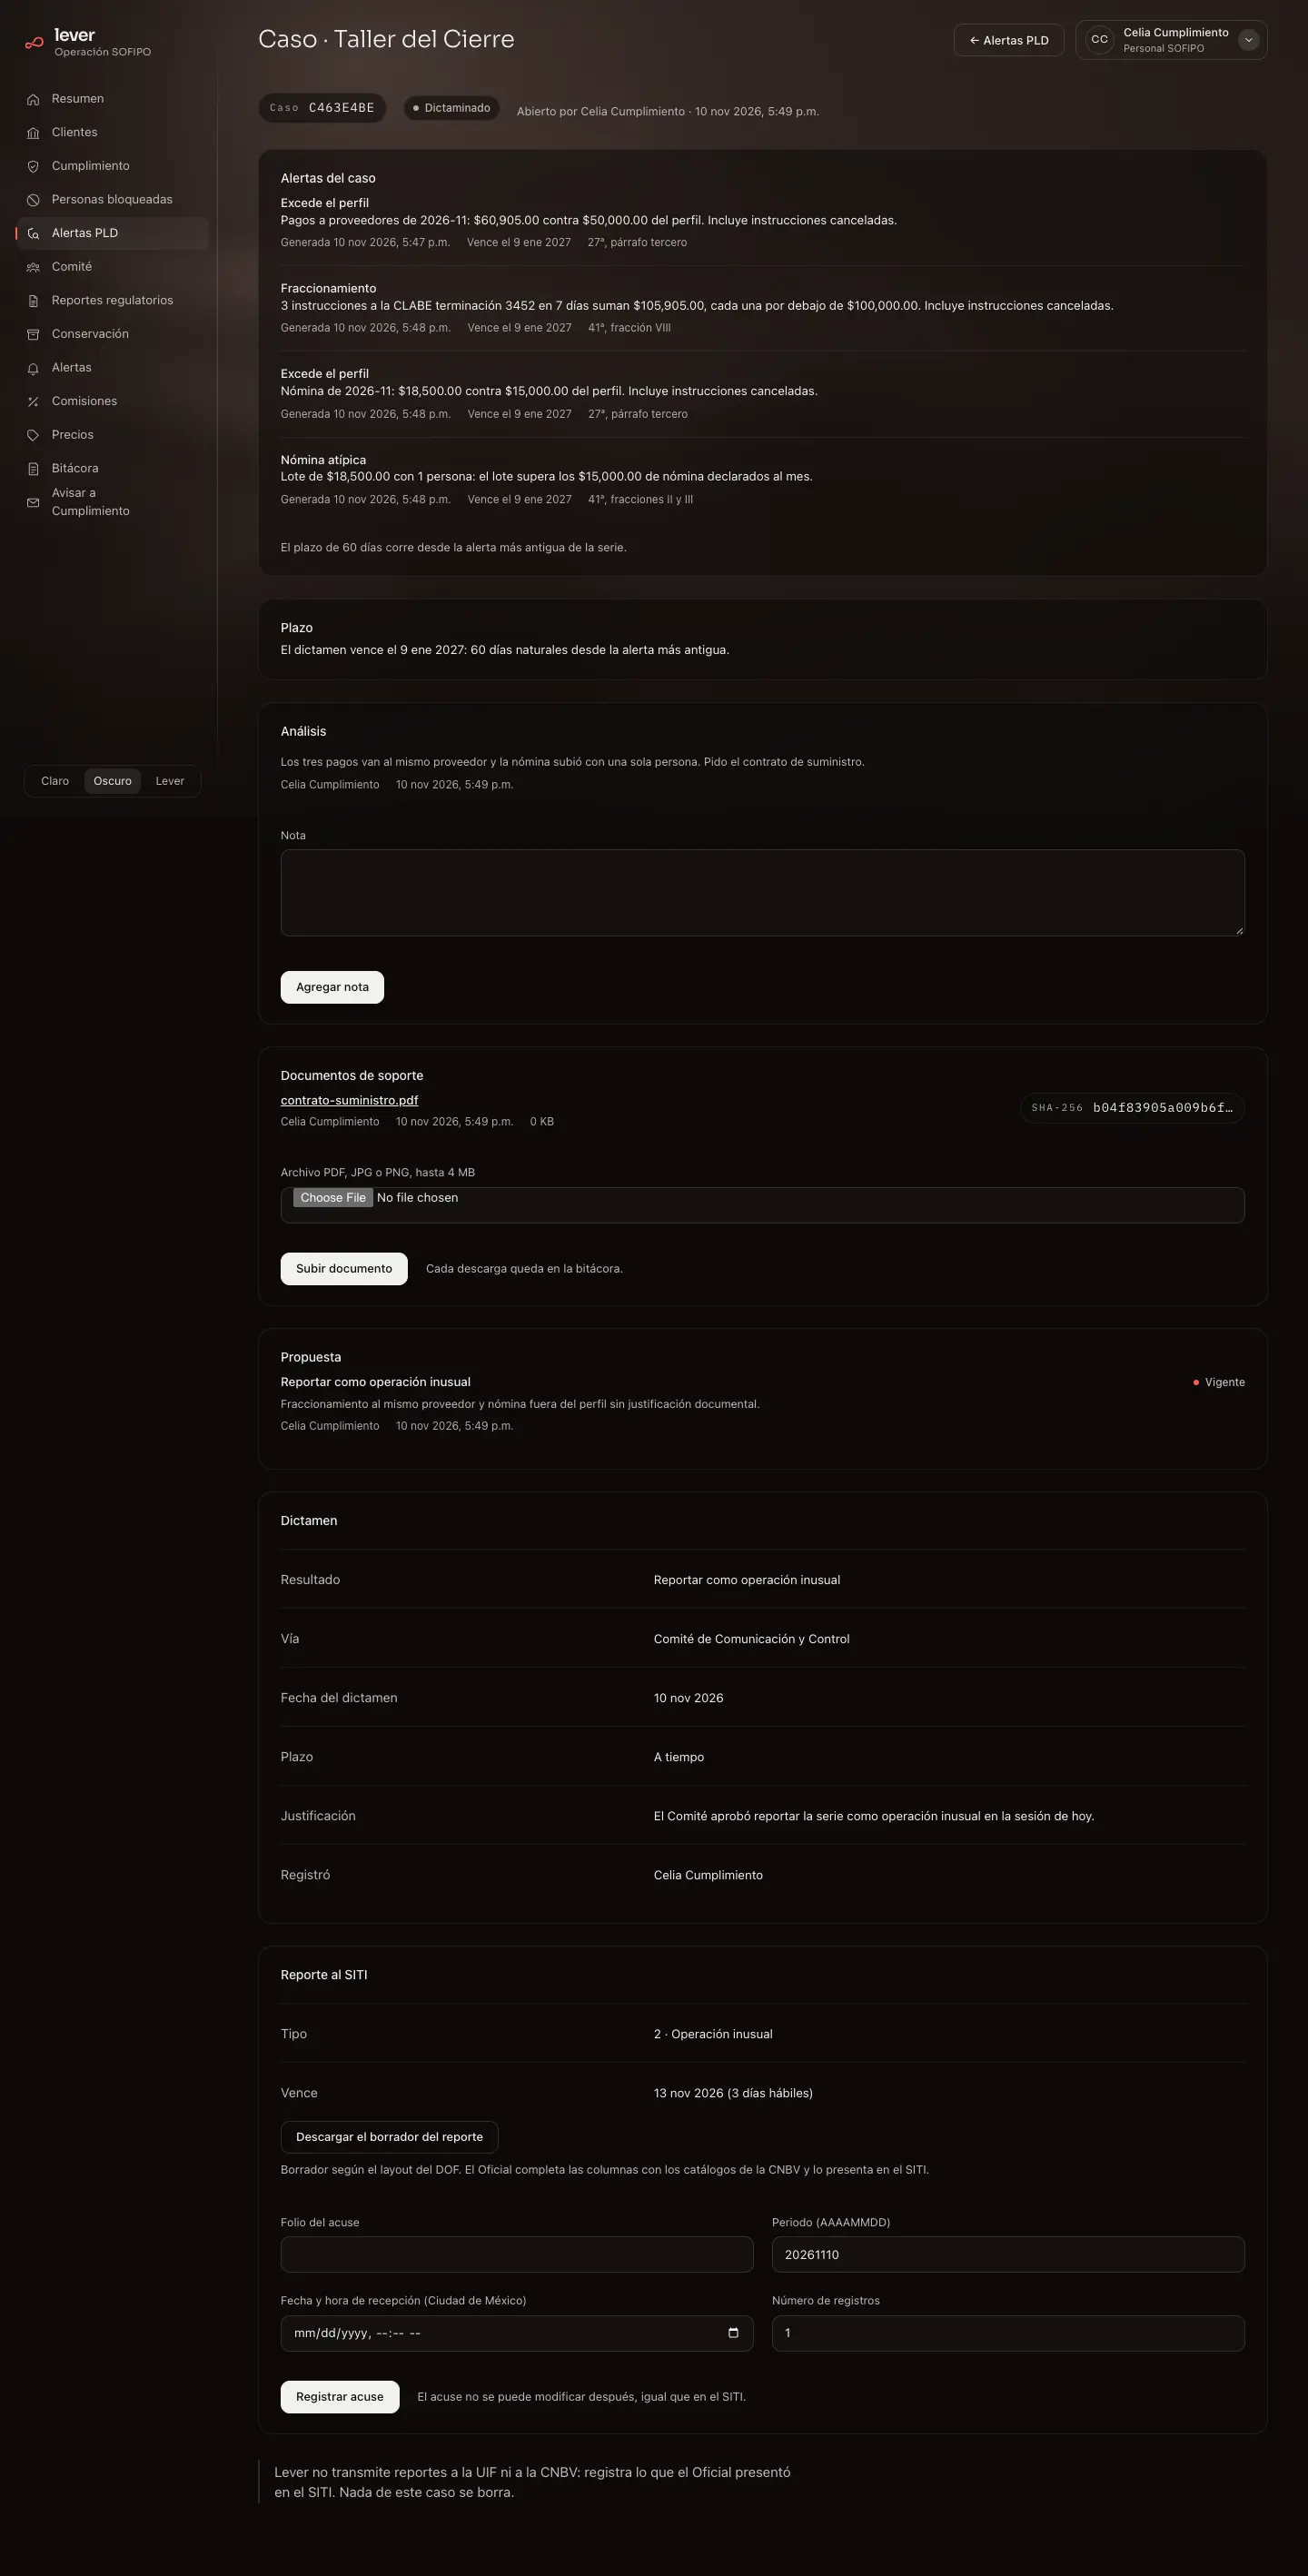 lever
Operación SOFIPO
Resumen
Clientes
Cumplimiento
Personas bloqueadas
Alertas PLD
Comité
Reportes regulatorios
Conservación
Alertas
Comisiones
Precios
Bitácora
Avisar a
Cumplimiento
Claro
Oscuro
Lever
Caso · Taller del Cierre
← Alertas PLD
CC
Celia Cumplimiento
Personal SOFIPO
Caso C463E4BE
Dictaminado
Abierto por Celia Cumplimiento · 10 nov 2026, 5:49 p.m.
Alertas del caso
Excede el perfil
Pagos a proveedores de 2026-11: $60,905.00 contra $50,000.00 del perfil. Incluye instrucciones canceladas.
Generada 10 nov 2026, 5:47 p.m. Vence el 9 ene 2027 27ª, párrafo tercero
Fraccionamiento
3 instrucciones a la CLABE terminación 3452 en 7 días suman $105,905.00, cada una por debajo de $100,000.00. Incluye instrucciones canceladas.
Generada 10 nov 2026, 5:48 p.m. Vence el 9 ene 2027 41ª, fracción VIII
Excede el perfil
Nómina de 2026-11: $18,500.00 contra $15,000.00 del perfil. Incluye instrucciones canceladas.
Generada 10 nov 2026, 5:48 p.m. Vence el 9 ene 2027 27ª, párrafo tercero
Nómina atípica
Lote de $18,500.00 con 1 persona: el lote supera los $15,000.00 de nómina declarados al mes.
Generada 10 nov 2026, 5:48 p.m. Vence el 9 ene 2027 41ª, fracciones II y III
El plazo de 60 días corre desde la alerta más antigua de la serie.
Plazo
El dictamen vence el 9 ene 2027: 60 días naturales desde la alerta más antigua.
Análisis
Los tres pagos van al mismo proveedor y la nómina subió con una sola persona. Pido el contrato de suministro.
Celia Cumplimiento 10 nov 2026, 5:49 p.m.
Nota
Agregar nota
Documentos de soporte
contrato-suministro.pdf
Celia Cumplimiento 10 nov 2026, 5:49 p.m. 0 KB
SHA-256 b04f83905a009b6f…
Archivo PDF, JPG o PNG, hasta 4 MB
Choose File No file chosen
Subir documento
Cada descarga queda en la bitácora.
Propuesta
Reportar como operación inusual
Vigente
Fraccionamiento al mismo proveedor y nómina fuera del perfil sin justificación documental.
Celia Cumplimiento 10 nov 2026, 5:49 p.m.
Dictamen
Resultado Reportar como operación inusual
Vía Comité de Comunicación y Control
Fecha del dictamen 10 nov 2026
Plazo A tiempo
Justificación El Comité aprobó reportar la serie como operación inusual en la sesión de hoy.
Registró Celia Cumplimiento
Reporte al SITI
Tipo 2 · Operación inusual
Vence 13 nov 2026 (3 días hábiles)
Descargar el borrador del reporte
Borrador según el layout del DOF. El Oficial completa las columnas con los catálogos de la CNBV y lo presenta en el SITI.
Folio del acuse
Periodo (AAAAMMDD)
20261110
Fecha y hora de recepción (Ciudad de México)
mm/dd/yyyy, --:-- --
Número de registros
1
Registrar acuse
El acuse no se puede modificar después, igual que en el SITI.
Lever no transmite reportes a la UIF ni a la CNBV: registra lo que el Oficial presentó
en el SITI. Nada de este caso se borra.